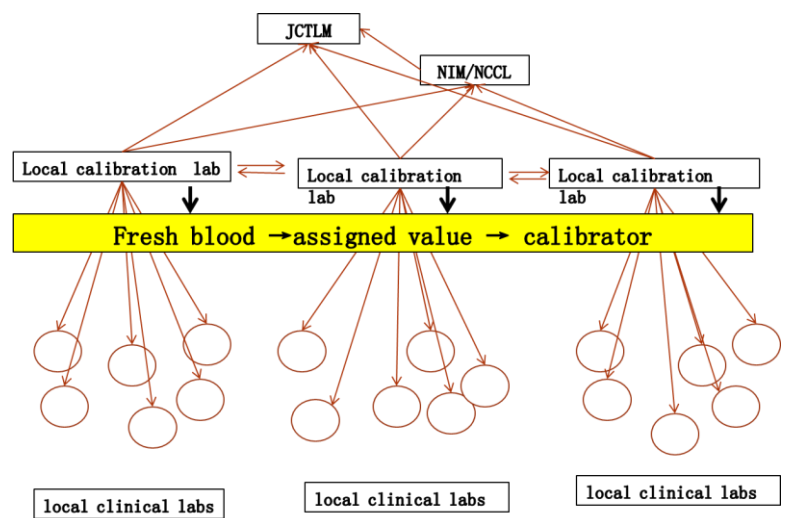 JCTLM
NIM/NCCL
Local calibration lab
Local calibration
lab
Local calibration
lab
Fresh blood →assigned value → calibrator
local clinical labs
local clinical labs
local clinical labs